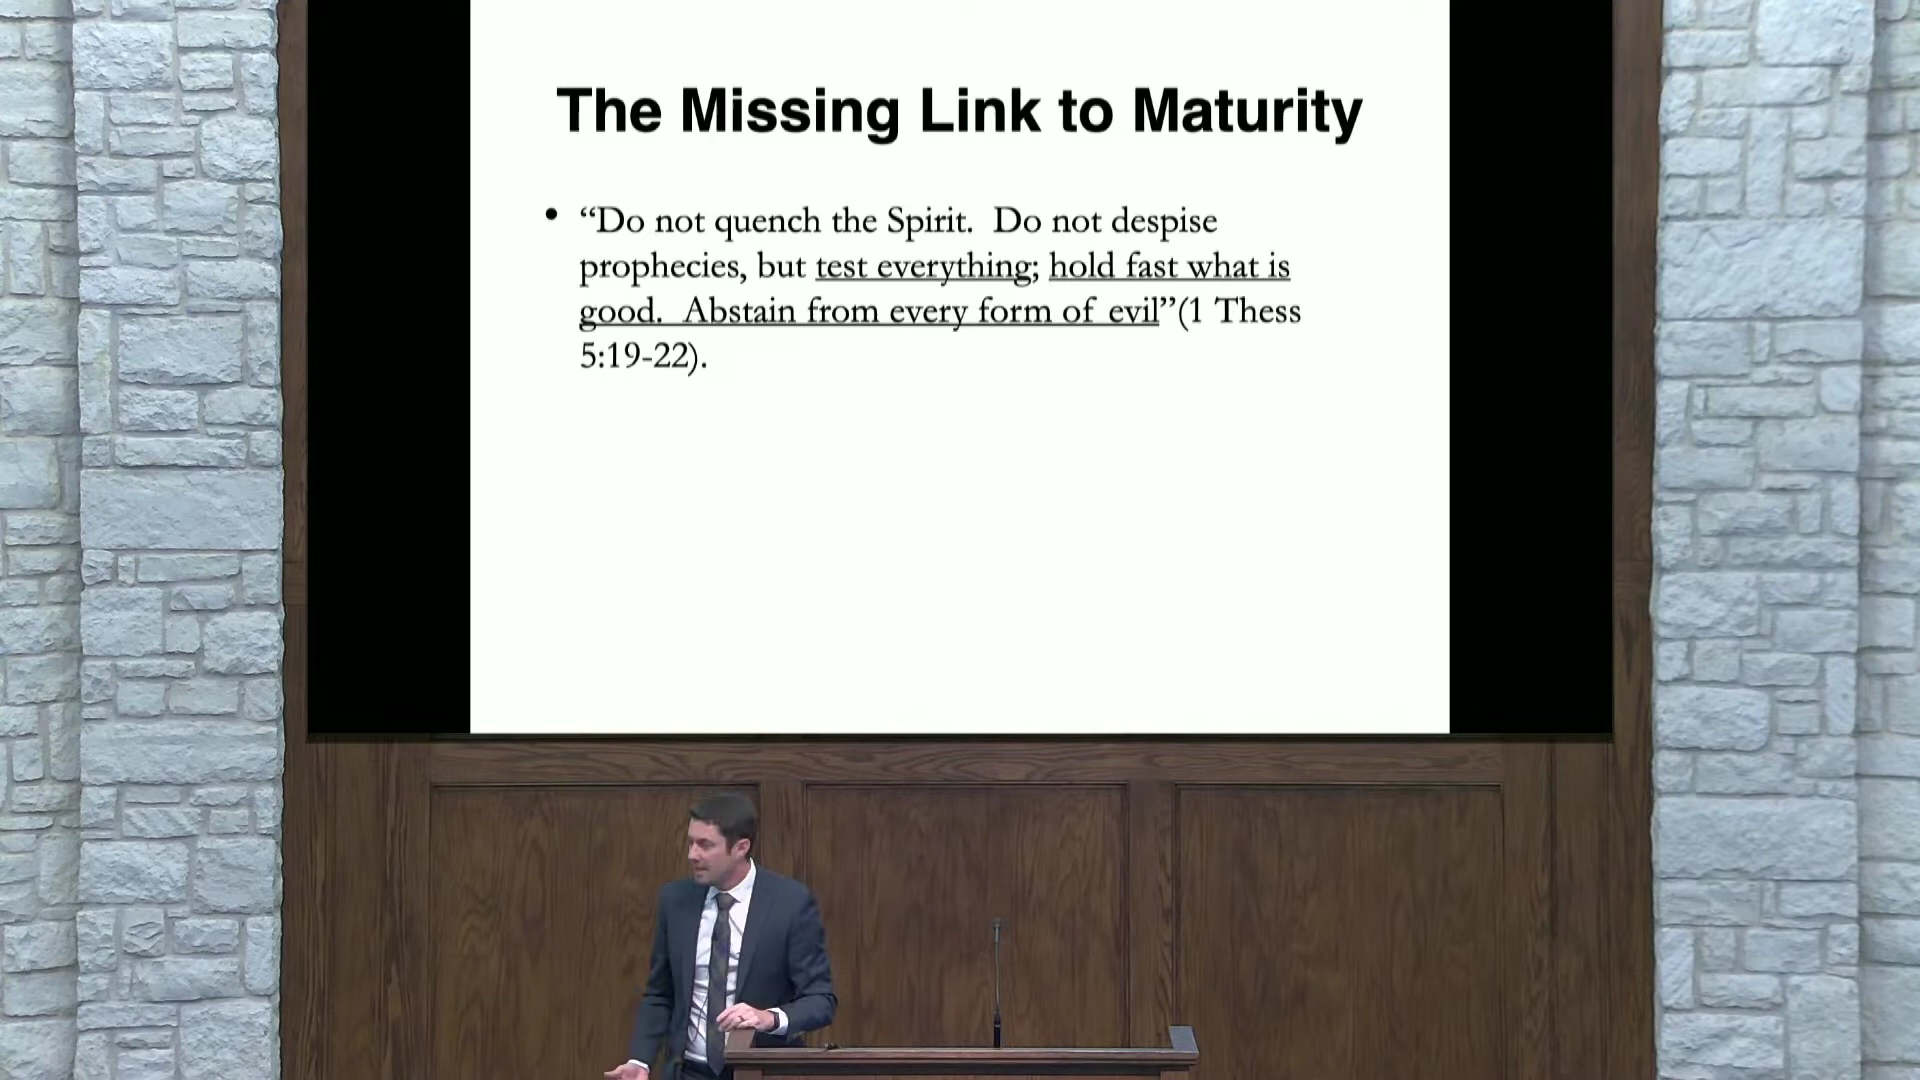 The Missing Link to Maturity
• “Do not quench the Spirit.  Do not despise
prophecies, but test everything; hold fast what is
good.  Abstain from every form of evil”(1 Thess
5:19-22).